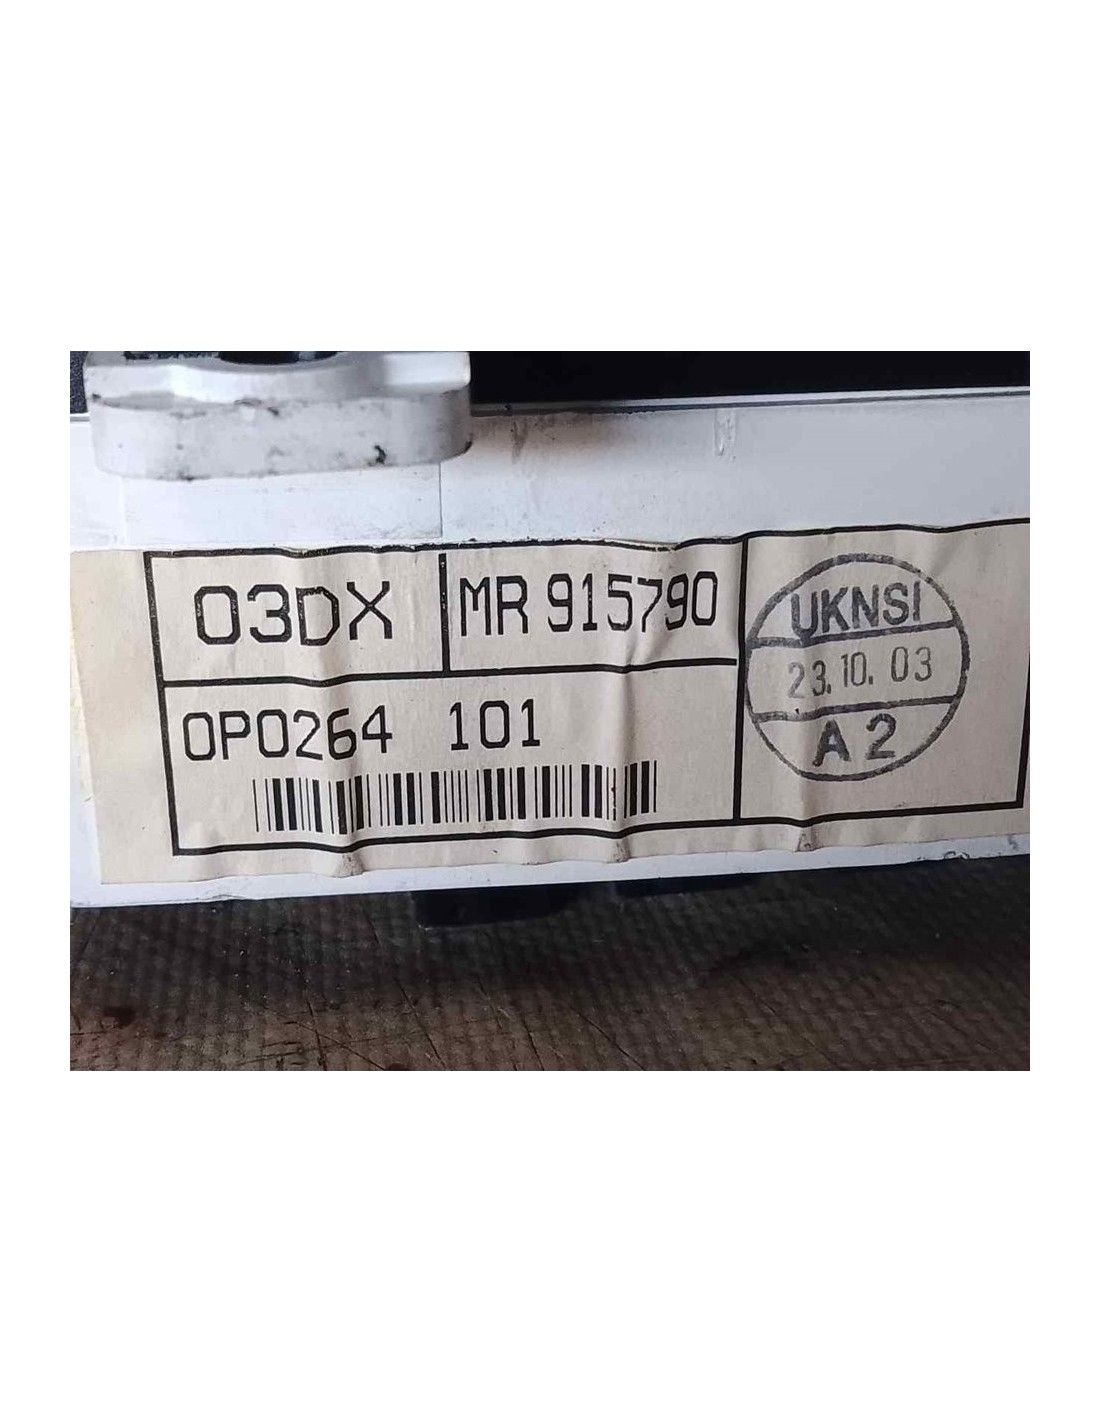 03DX
MR 915790
0P0264 101
UKNSI
23.10.03
A2